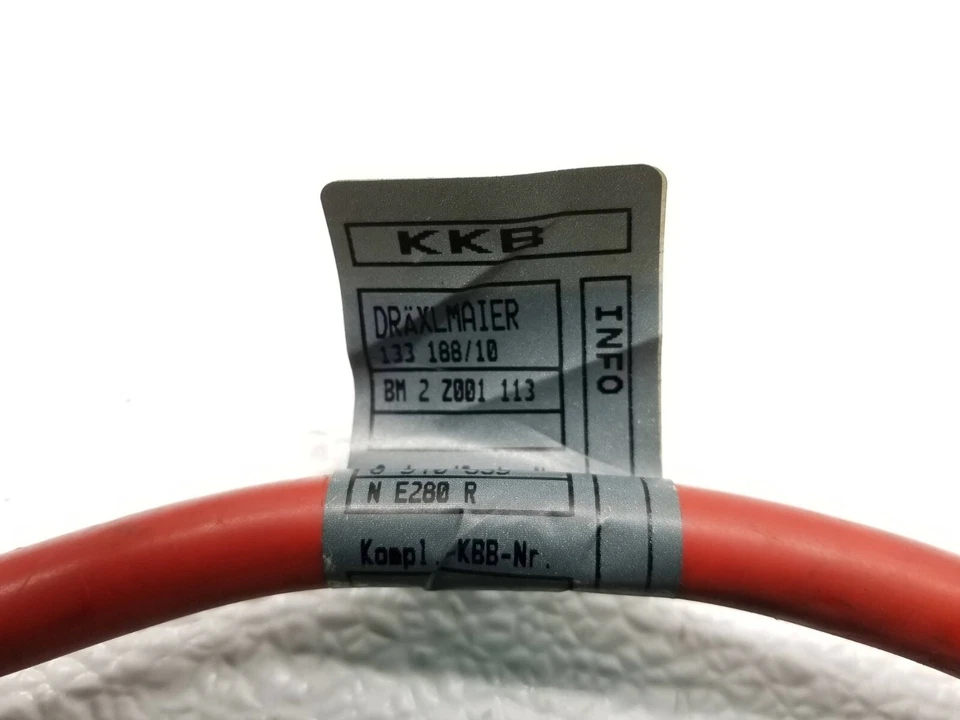 KKB
DRÄXLMAIER
133 188/10
BM 2 Z001 113
INFO
N E280 R
Kompl.-KBB-Nr.